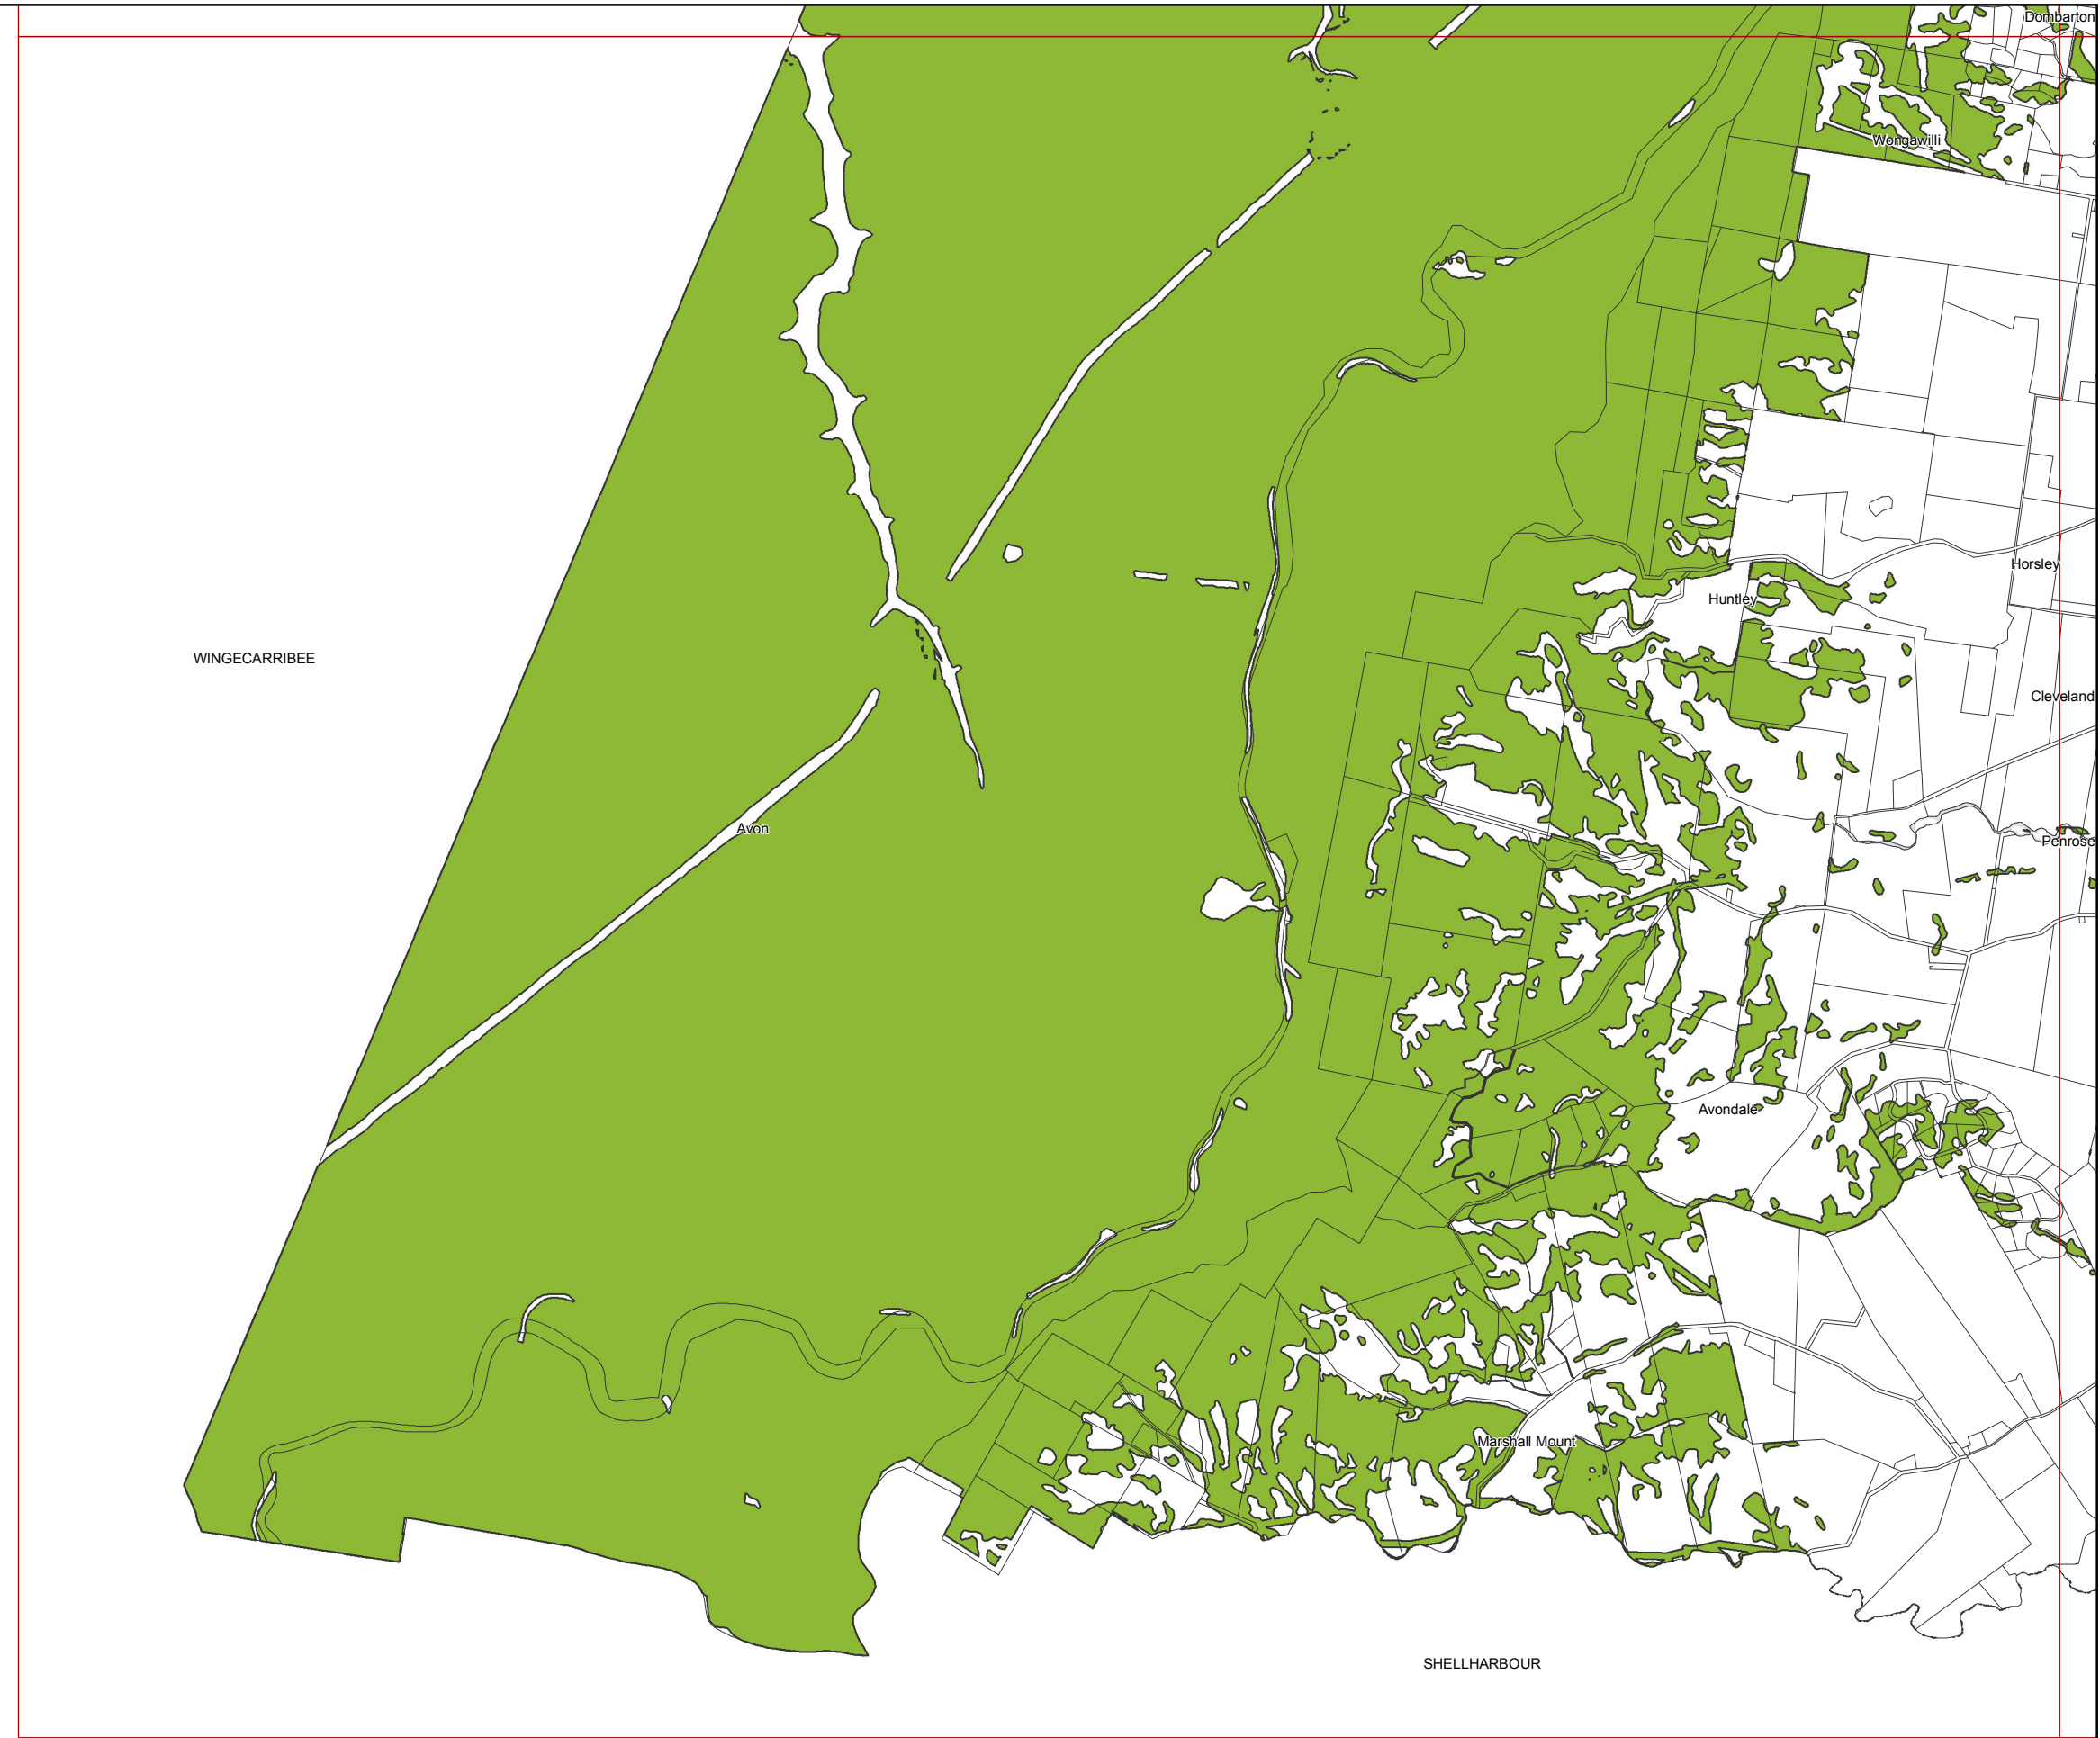 Dombarton
Wongawilli
Horsley
Huntley
WINGECARRIBEE
Cleveland
Avon
Penrose
Avondale
Marshall Mount
SHELLHARBOUR